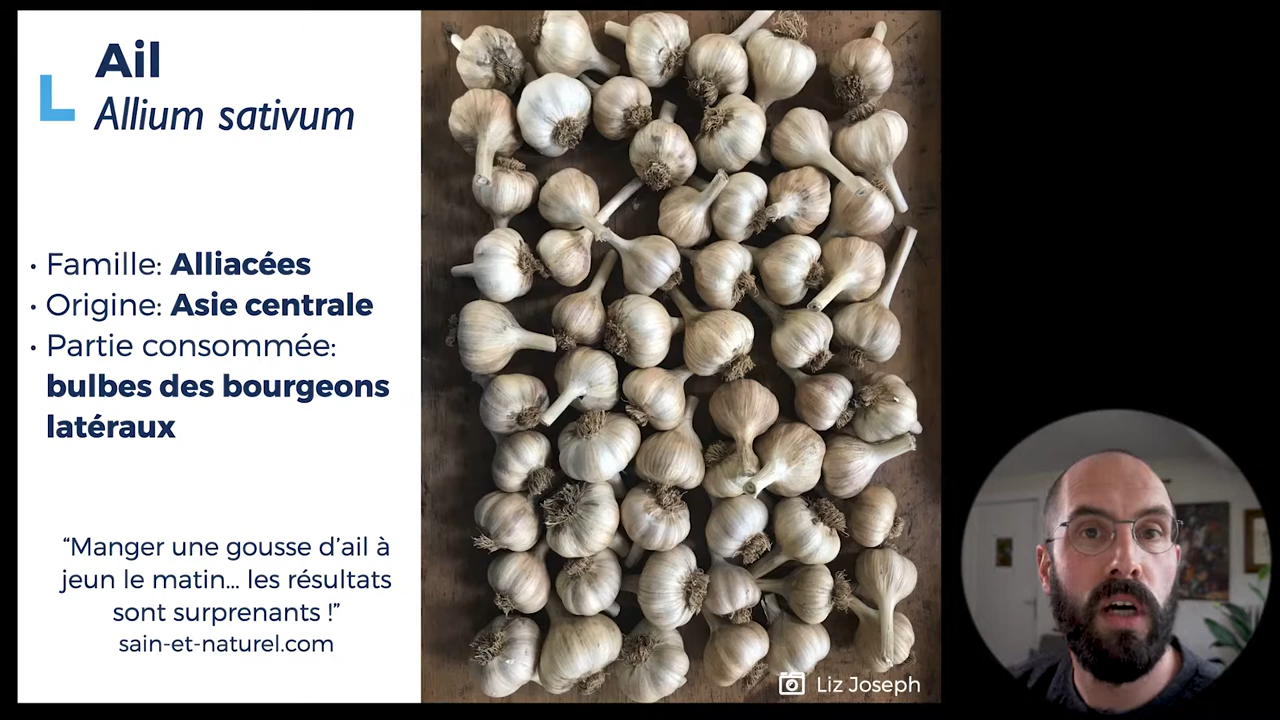 Ail
Allium sativum
• Famille: Alliacées
• Origine: Asie centrale
• Partie consommée:
bulbes des bourgeons
latéraux
“Manger une gousse d’ail à
jeun le matin... les résultats
sont surprenants !”
sain-et-naturel.com
Liz Joseph